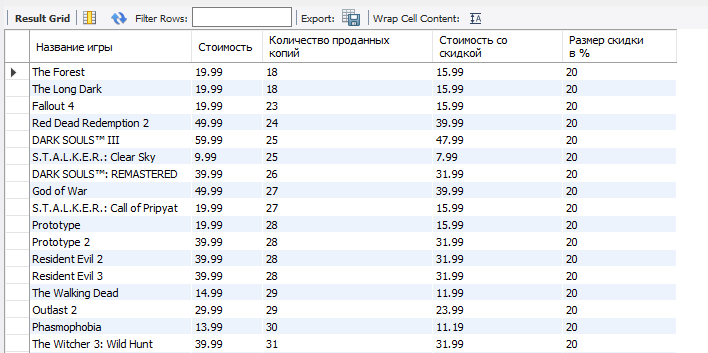 Result Grid Filter Rows: Export: Wrap Cell Content: IA
Название игры Стоимость Количество проданных копий Стоимость со скидкой Размер скидки в %
The Forest 19.99 18 15.99 20
The Long Dark 19.99 18 15.99 20
Fallout 4 19.99 23 15.99 20
Red Dead Redemption 2 49.99 24 39.99 20
DARK SOULS™ III 59.99 25 47.99 20
S.T.A.L.K.E.R.: Clear Sky 9.99 25 7.99 20
DARK SOULS™: REMASTERED 39.99 26 31.99 20
God of War 49.99 27 39.99 20
S.T.A.L.K.E.R.: Call of Pripyat 19.99 27 15.99 20
Prototype 19.99 28 15.99 20
Prototype 2 39.99 28 31.99 20
Resident Evil 2 39.99 28 31.99 20
Resident Evil 3 39.99 28 31.99 20
The Walking Dead 14.99 29 11.99 20
Outlast 2 29.99 29 23.99 20
Phasmophobia 13.99 30 11.19 20
The Witcher 3: Wild Hunt 39.99 31 31.99 20